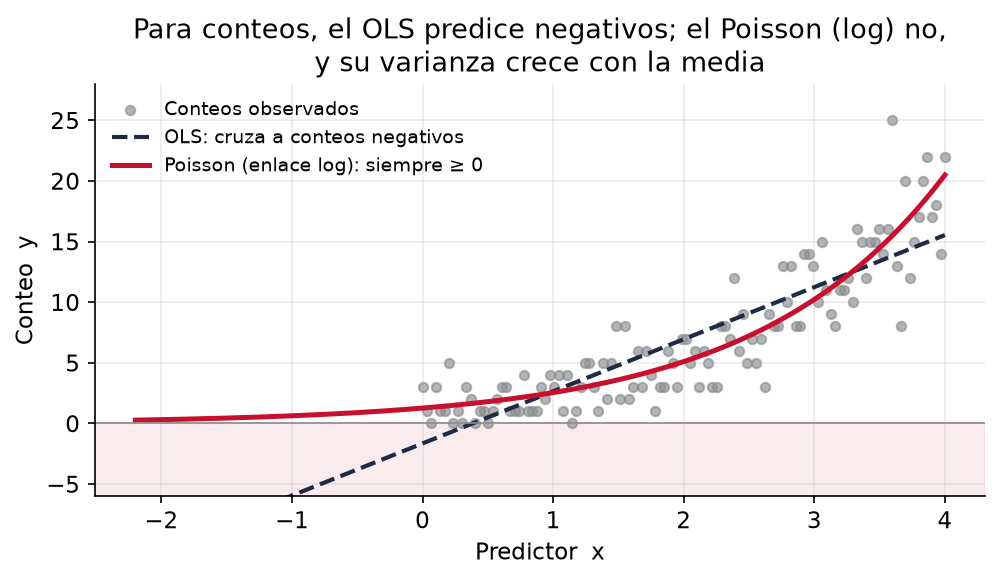 Para conteos, el OLS predice negativos; el Poisson (log) no,
y su varianza crece con la media
Conteos observados
OLS: cruza a conteos negativos
Poisson (enlace log): siempre ≥ 0
Conteo y
25
20
15
10
5
0
−5
−2 −1 0 1 2 3 4
Predictor x